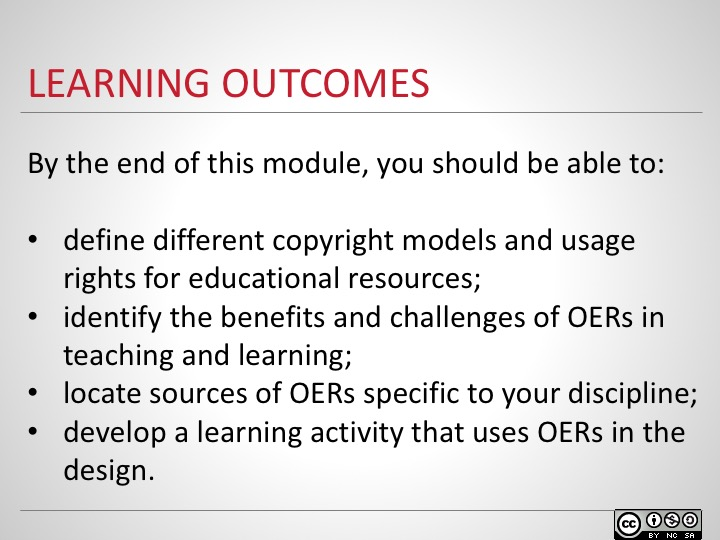 LEARNING OUTCOMES
By the end of this module, you should be able to:
• define different copyright models and usage
rights for educational resources;
• identify the benefits and challenges of OERs in
teaching and learning;
• locate sources of OERs specific to your discipline;
• develop a learning activity that uses OERs in the
design.
cc
BY NC SA